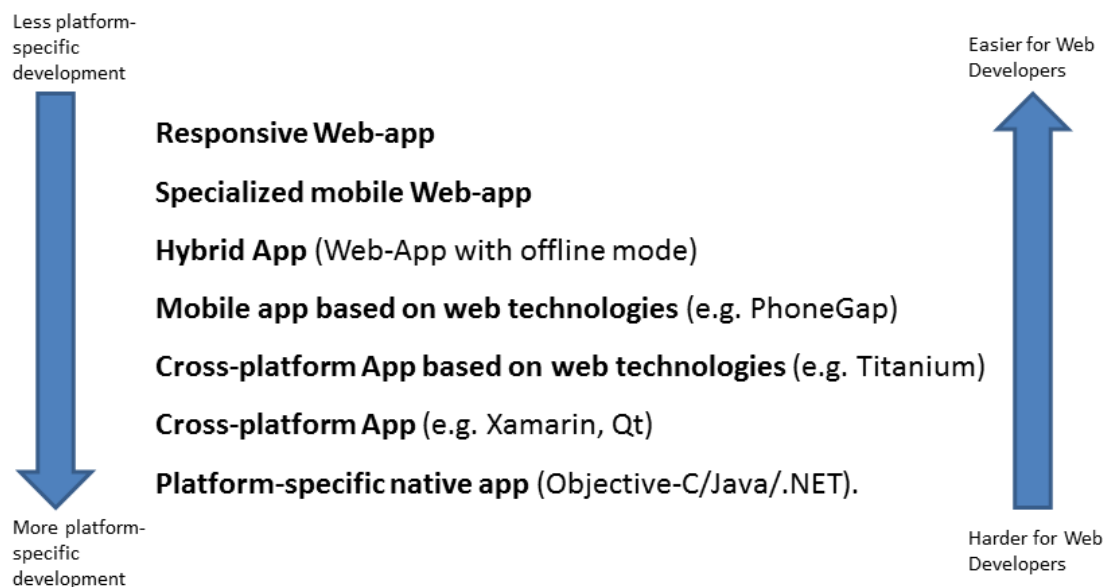 Less platform-
specific
development
Easier for Web
Developers
Responsive Web-app
Specialized mobile Web-app
Hybrid App (Web-App with offline mode)
Mobile app based on web technologies (e.g. PhoneGap)
Cross-platform App based on web technologies (e.g. Titanium)
Cross-platform App (e.g. Xamarin, Qt)
Platform-specific native app (Objective-C/Java/.NET).
More platform-
specific
development
Harder for Web
Developers